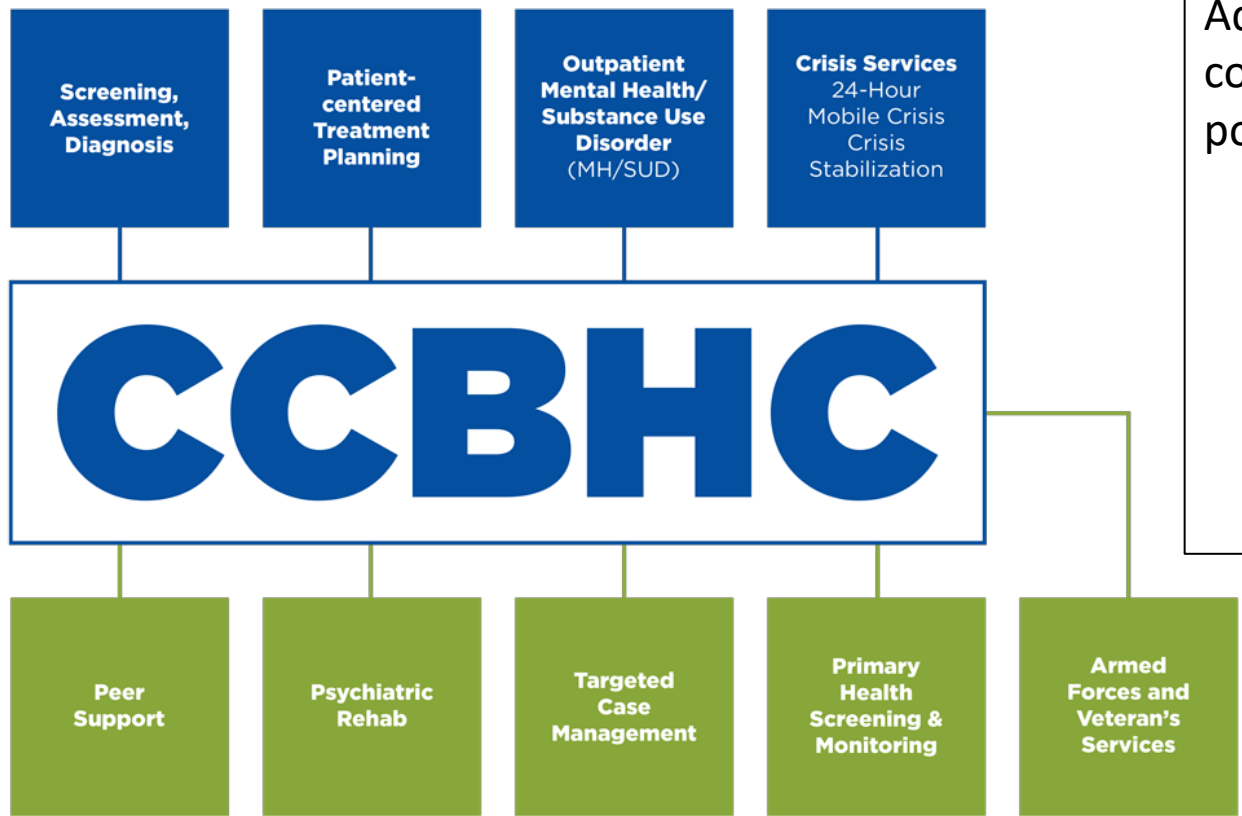 Screening,
Assessment,
Diagnosis
Patient-
centered
Treatment
Planning
Outpatient
Mental Health/
Substance Use
Disorder
(MH/SUD)
Crisis Services
24-Hour
Mobile Crisis
Crisis
Stabilization
CCBHC
Peer
Support
Psychiatric
Rehab
Targeted
Case
Management
Primary
Health
Screening &
Monitoring
Armed
Forces and
Veteran's
Services